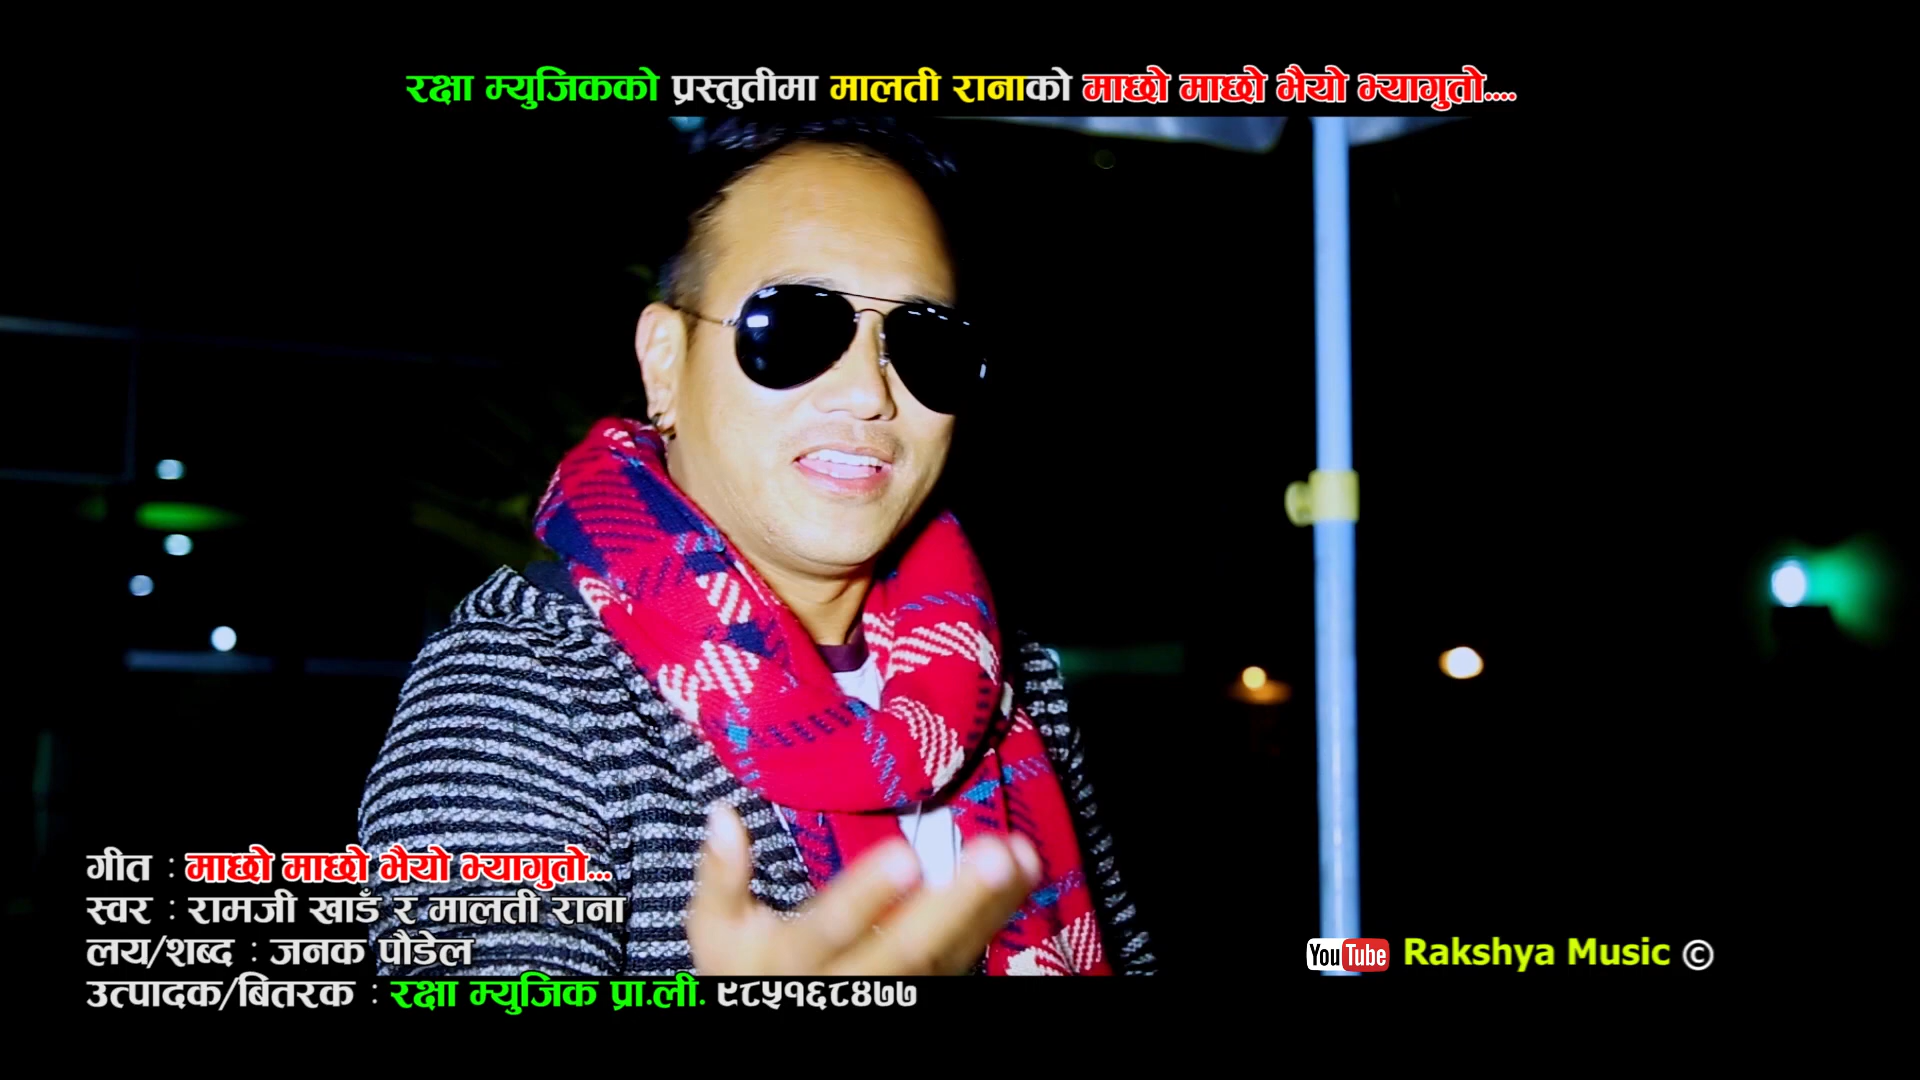 रक्षा म्युजिकको प्रस्तुतीमा मालती रानाको माछो माछो भैयो भ्यागुतो....
गीत : माछो माछो भैयो भ्यागुतो...
स्वर : रामजी खाडँ र मालती राना
लय/शब्द : जनक पौडेल
उत्पादक/बितरक : रक्षा म्युजिक प्रा.ली. ९८५१६८४७७
YouTube Rakshya Music ©